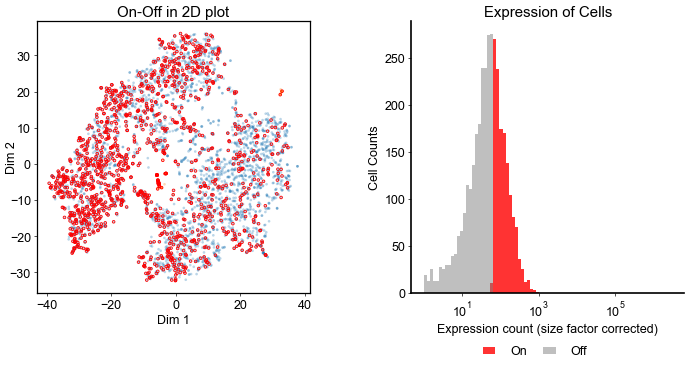 On-Off in 2D plot
30
20
10
0
−10
−20
−30
Dim 2
−40 −20 0 20 40
Dim 1
Expression of Cells
250
200
150
100
50
0
Cell Counts
10^1 10^3 10^5
Expression count (size factor corrected)
On Off